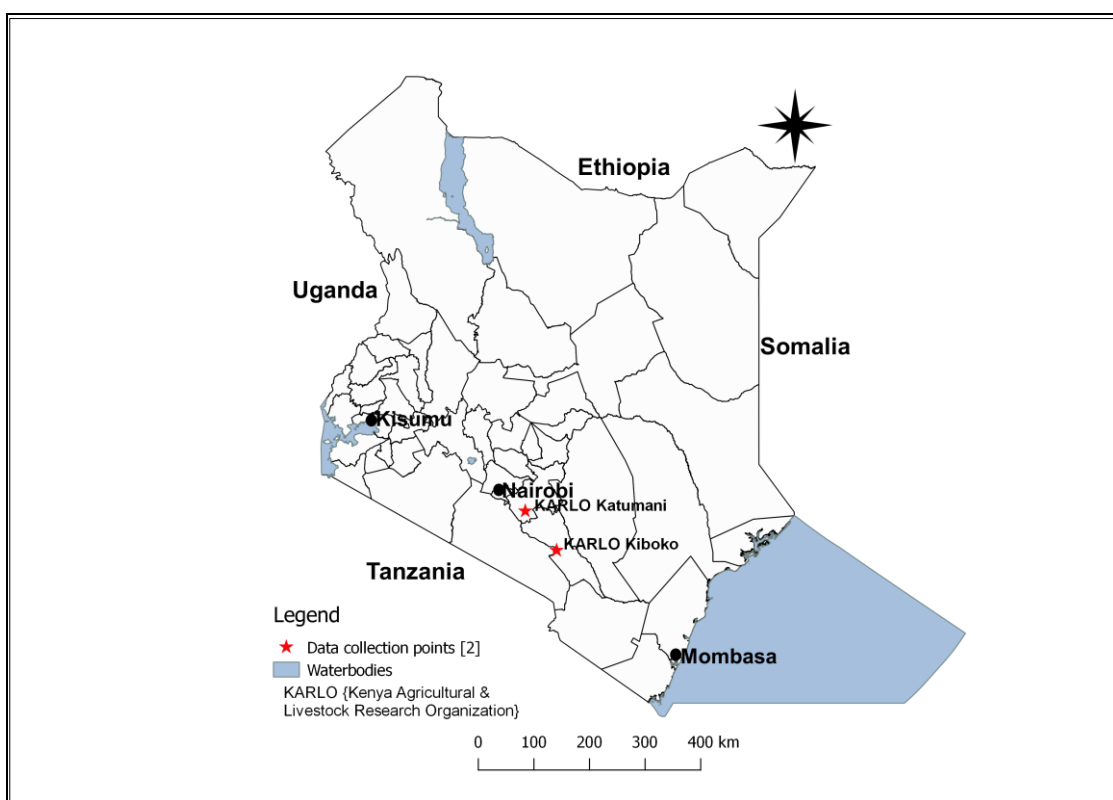 Ethiopia
Uganda
Somalia
Kisumu
Nairobi
KARLO Katumani
KARLO Kiboko
Tanzania
Mombasa
Legend
Data collection points [2]
Waterbodies
KARLO {Kenya Agricultural &
Livestock Research Organization}
0 100 200 300 400 km